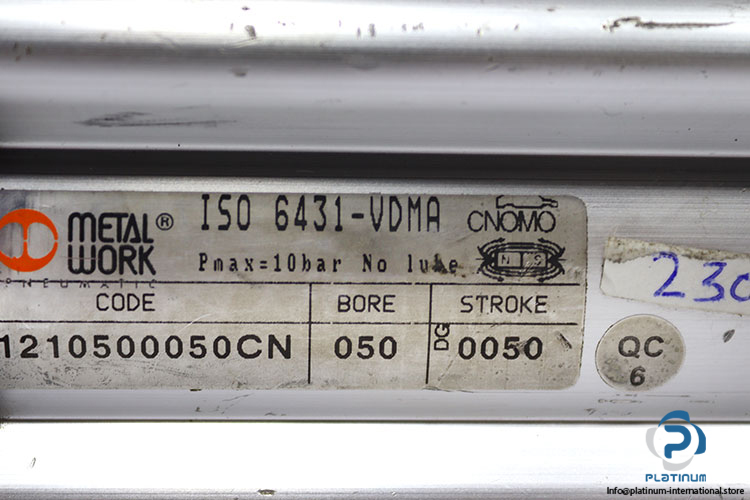 METAL®
WORK
PNEUMATIC
ISO 6431-VDMA
CNOMO
Pmax=10bar No lube
N S
CODE BORE STROKE
1210500050CN 050 DG 0050
QC
6
PLATINUM
Info@platinum-international.store